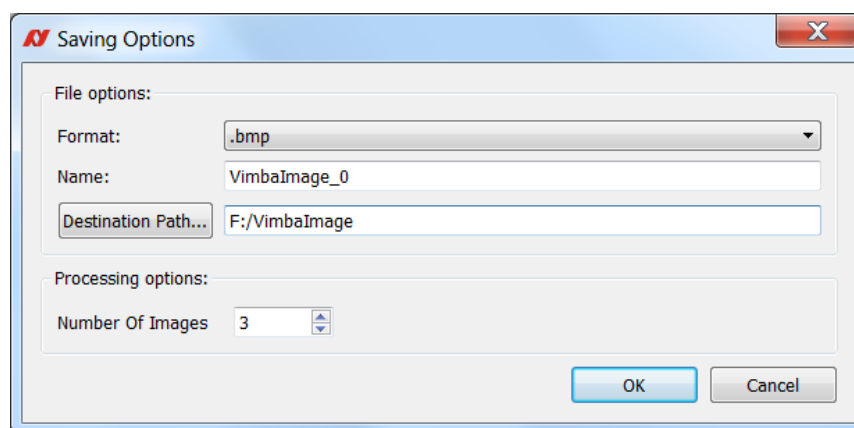 Saving Options
File options:
Format: .bmp
Name: VimbaImage_0
Destination Path... F:/VimbaImage
Processing options:
Number Of Images 3
OK Cancel